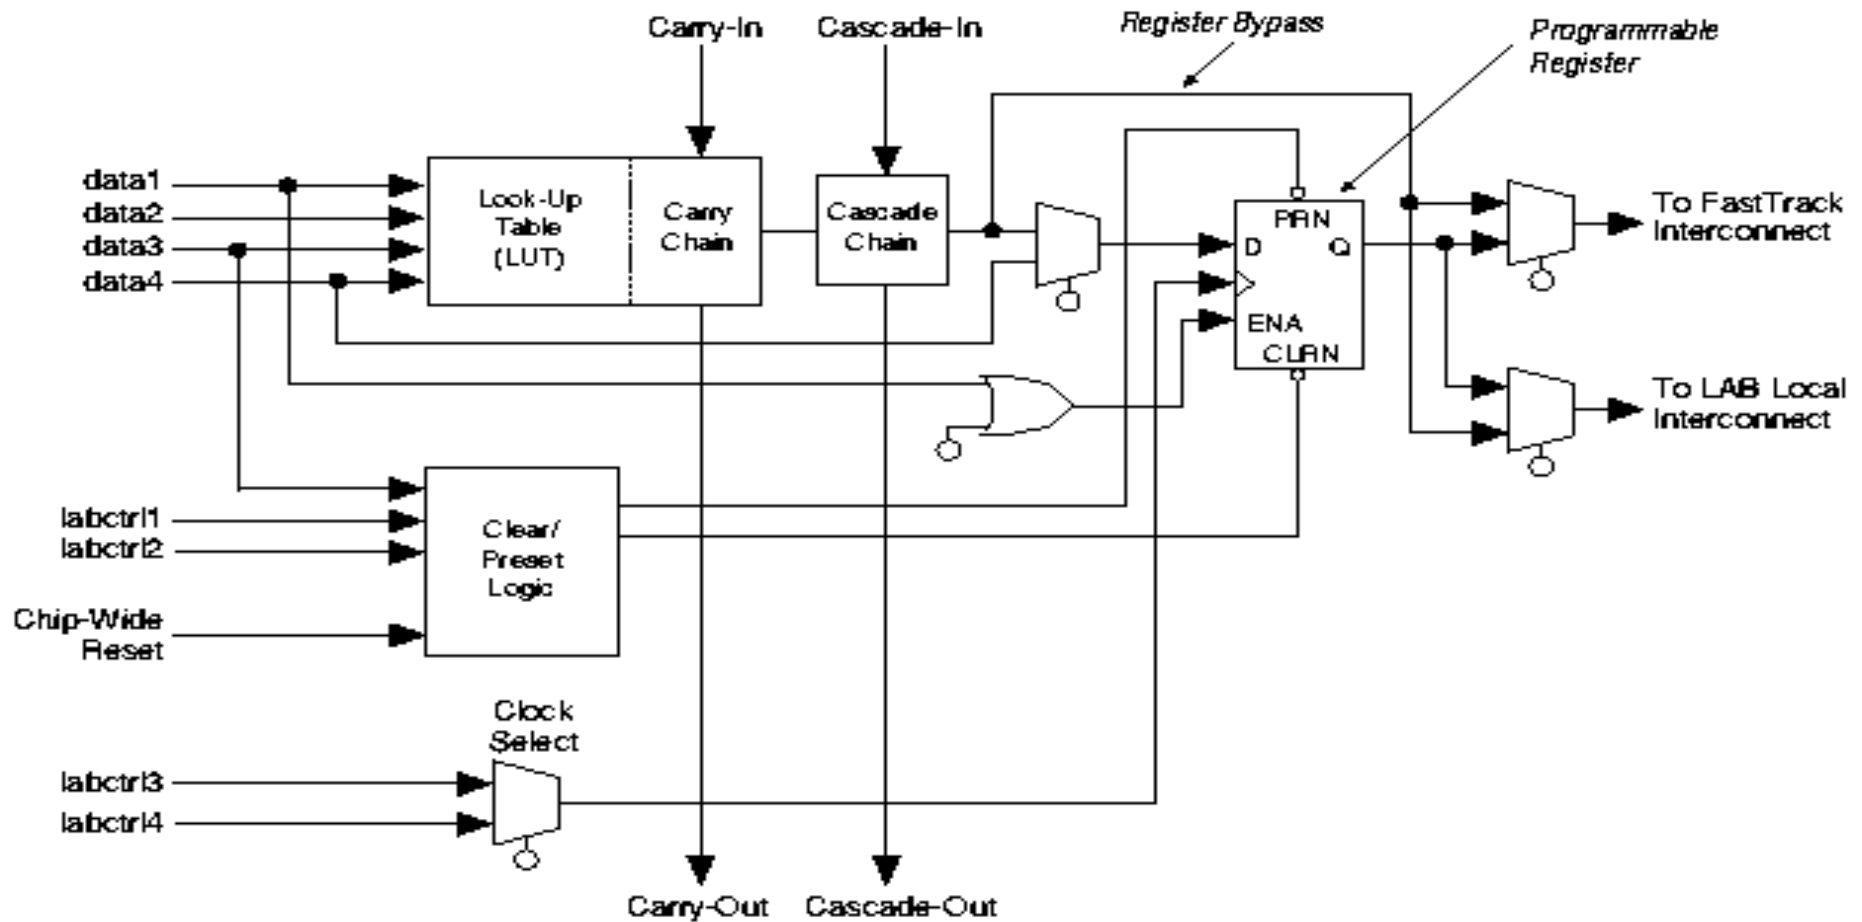 Carry-In
Cascade-In
Register Bypass
Programmable
Register
data1
data2
data3
data4
Look-Up
Table
(LUT)
Carry
Chain
Cascade
Chain
PRN
D
Q
ENA
CLRN
To FastTrack
Interconnect
To LAB Local
Interconnect
labctrl1
labctrl2
Chip-Wide
Reset
Clear/
Preset
Logic
Clock
Select
labctrl3
labctrl4
Carry-Out
Cascade-Out